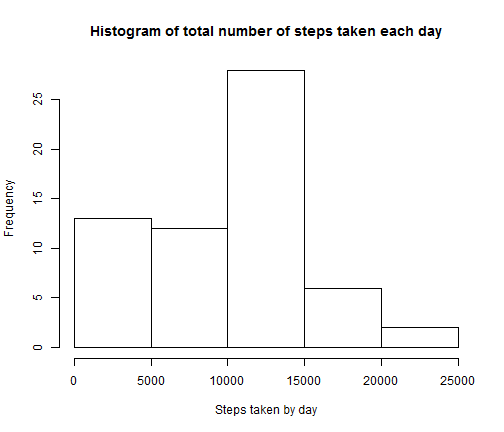 Histogram of total number of steps taken each day
Frequency
25
20
15
10
5
0
0 5000 10000 15000 20000 25000
Steps taken by day